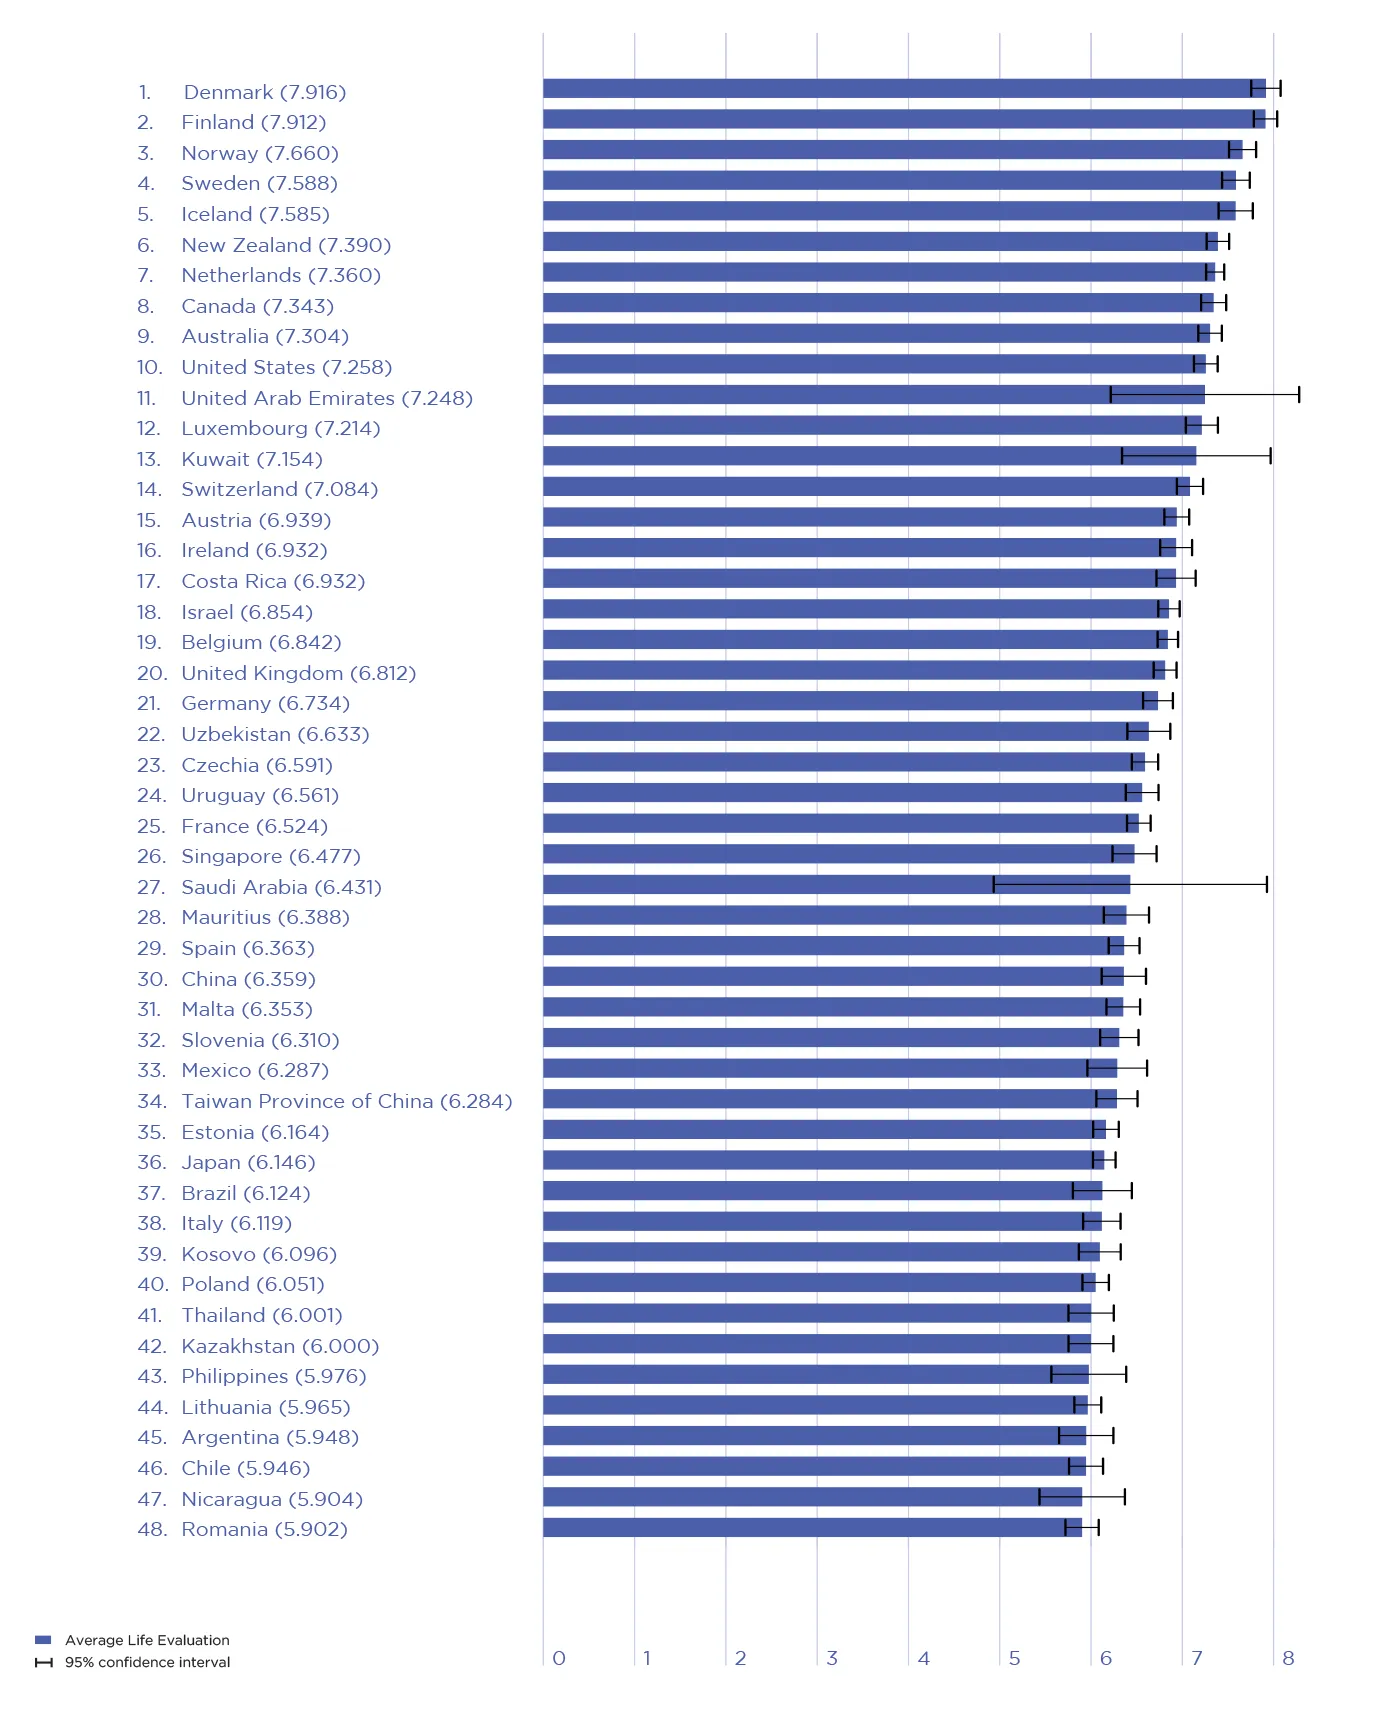 1. Denmark (7.916)
2. Finland (7.912)
3. Norway (7.660)
4. Sweden (7.588)
5. Iceland (7.585)
6. New Zealand (7.390)
7. Netherlands (7.360)
8. Canada (7.343)
9. Australia (7.304)
10. United States (7.258)
11. United Arab Emirates (7.248)
12. Luxembourg (7.214)
13. Kuwait (7.154)
14. Switzerland (7.084)
15. Austria (6.939)
16. Ireland (6.932)
17. Costa Rica (6.932)
18. Israel (6.854)
19. Belgium (6.842)
20. United Kingdom (6.812)
21. Germany (6.734)
22. Uzbekistan (6.633)
23. Czechia (6.591)
24. Uruguay (6.561)
25. France (6.524)
26. Singapore (6.477)
27. Saudi Arabia (6.431)
28. Mauritius (6.388)
29. Spain (6.363)
30. China (6.359)
31. Malta (6.353)
32. Slovenia (6.310)
33. Mexico (6.287)
34. Taiwan Province of China (6.284)
35. Estonia (6.164)
36. Japan (6.146)
37. Brazil (6.124)
38. Italy (6.119)
39. Kosovo (6.096)
40. Poland (6.051)
41. Thailand (6.001)
42. Kazakhstan (6.000)
43. Philippines (5.976)
44. Lithuania (5.965)
45. Argentina (5.948)
46. Chile (5.946)
47. Nicaragua (5.904)
48. Romania (5.902)
Average Life Evaluation
95% confidence interval
0 1 2 3 4 5 6 7 8